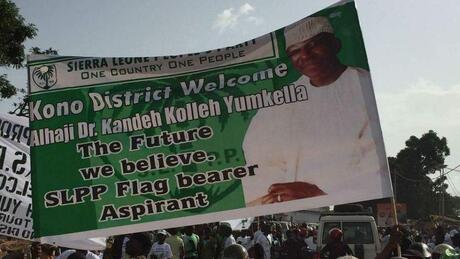 SIERRA LEONE PEOPLE'S PARTY
ONE COUNTRY ONE PEOPLE
Kono District Welcome
Alhaji Dr. Kandeh Kolleh Yumkella
The Future
we believe.
SLPP Flag bearer
Aspirant